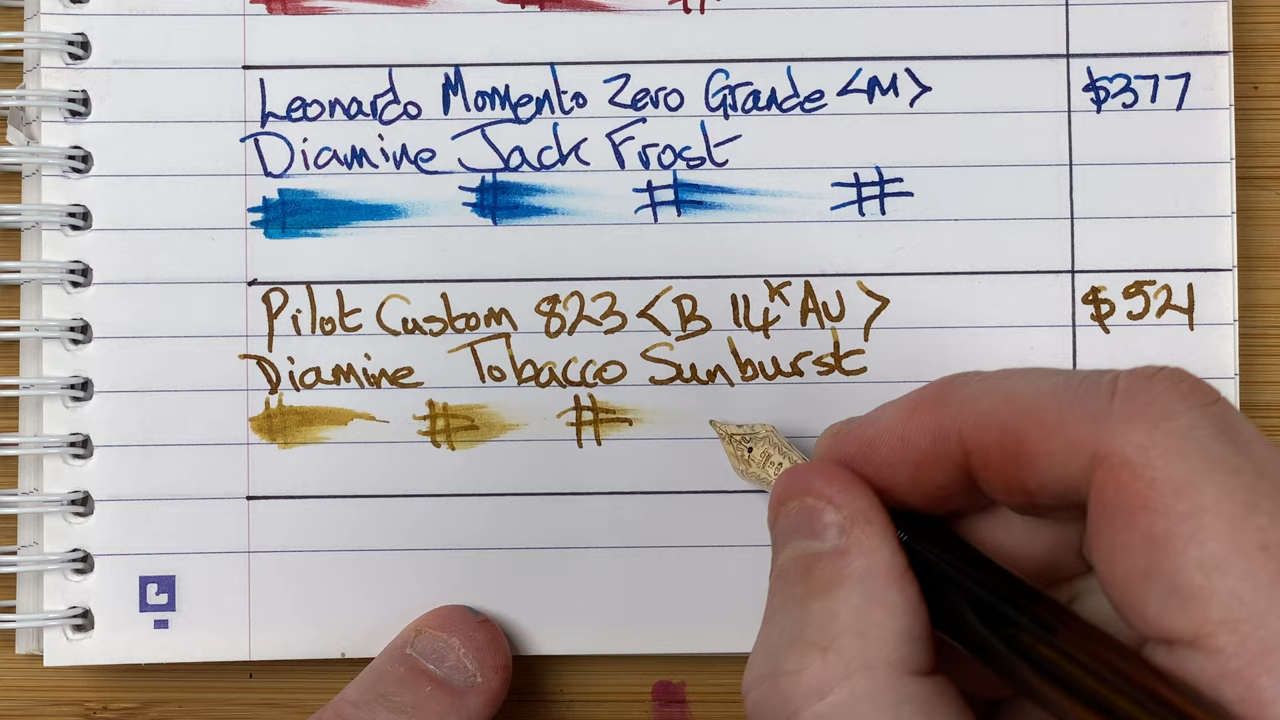 Leonardo Momento Zero Grande <M> $377
Diamine Jack Frost
Pilot Custom 823 <B 14K AU> $521
Diamine Tobacco Sunburst